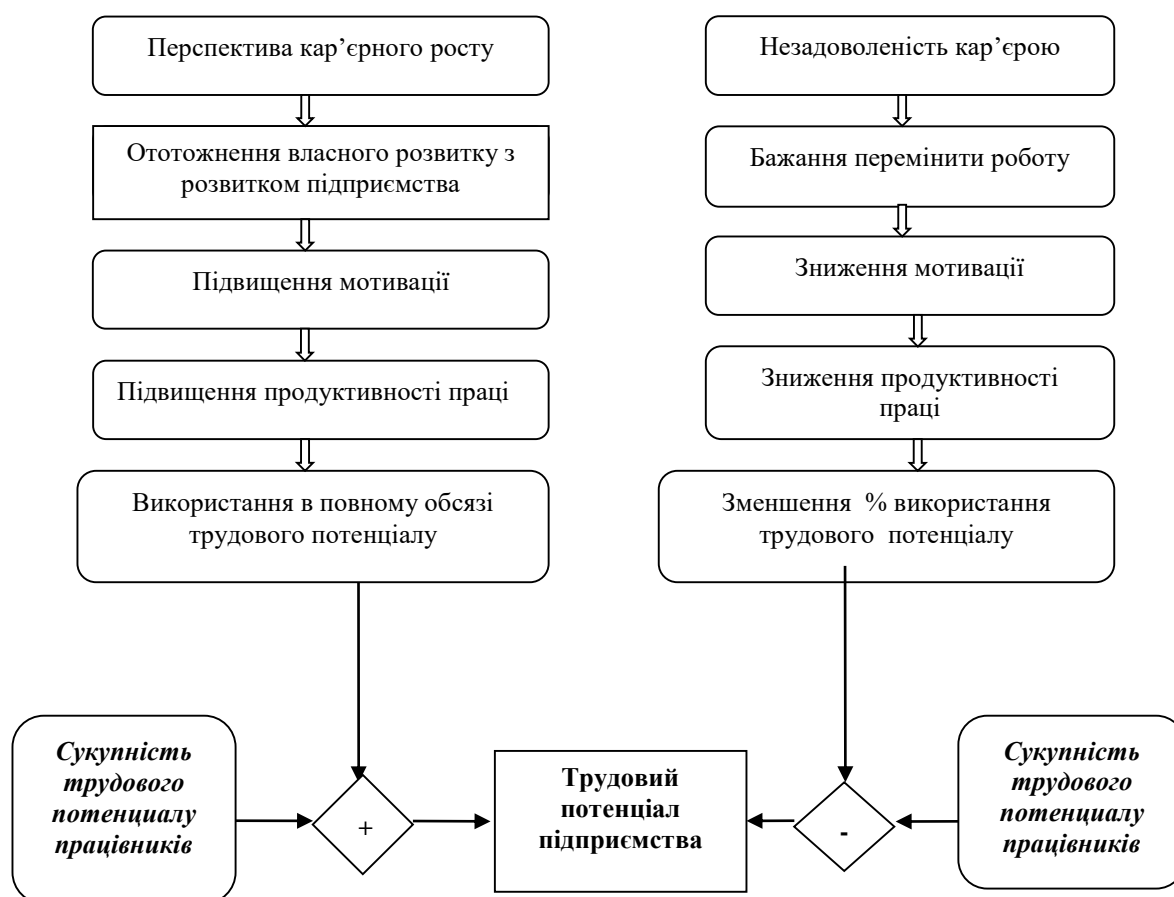 Перспектива кар’єрного росту
Ототожнення власного розвитку з
розвитком підприємства
Підвищення мотивації
Підвищення продуктивності праці
Використання в повному обсязі
трудового потенціалу
Незадоволеність кар’єрою
Бажання перемінити роботу
Зниження мотивації
Зниження продуктивності
праці
Зменшення % використання
трудового потенціалу
Сукупність
трудового
потенциалу
працівників
+
Трудовий
потенціал
підприємства
-
Сукупність
трудового
потенциалу
працівників